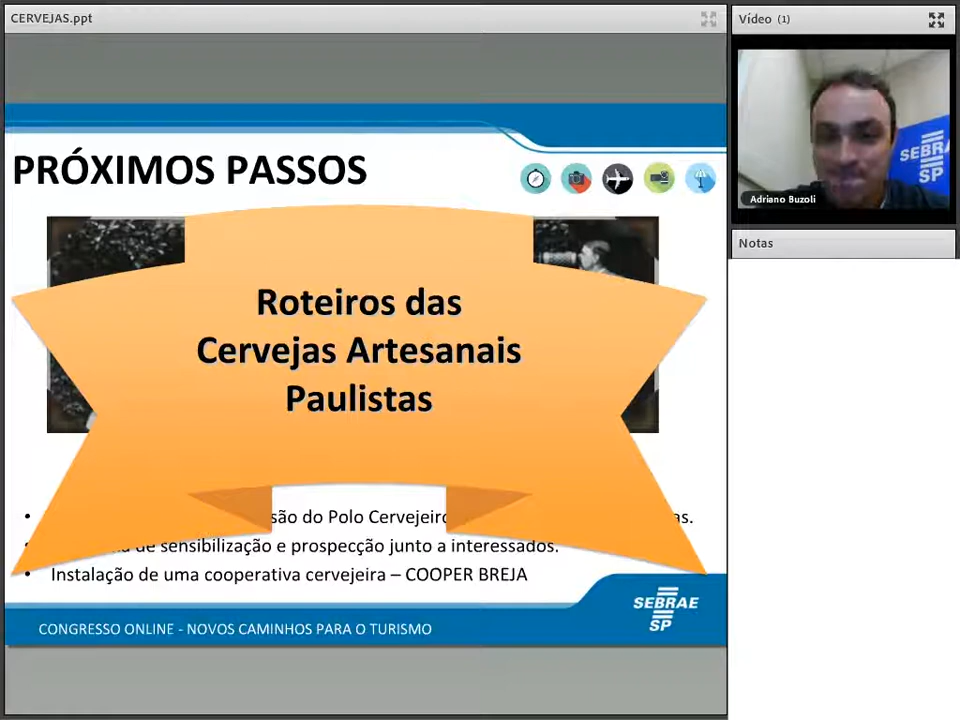 CERVEJAS.ppt
Vídeo (1)
SEBRAE
SP
Adriano Buzoli
Notas
PRÓXIMOS PASSOS
Roteiros das
Cervejas Artesanais
Paulistas
do Polo Cervejeiro
de sensibilização e prospecção junto a interessados.
Instalação de uma cooperativa cervejeira – COOPER BREJA
SEBRAE
SP
CONGRESSO ONLINE - NOVOS CAMINHOS PARA O TURISMO